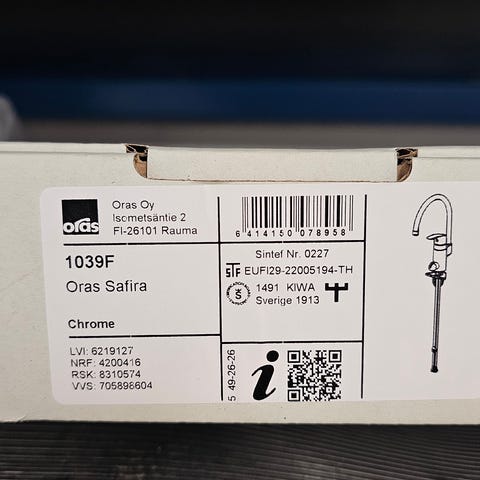 oras
Oras Oy
Isometsäntie 2
FI-26101 Rauma
1039F
Oras Safira
Chrome
LVI: 6219127
NRF: 4200416
RSK: 8310574
VVS: 705898604
6 414150 078958
Sintef Nr. 0227
STF EUFI29-22005194-TH
1491 KIWA
Sverige 1913
49-26-26
i